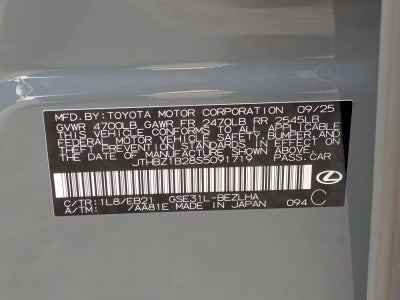 MFD. BY: TOYOTA MOTOR CORPORATION 09/25
GVWR 4700LB GAWR FR 2470LB RR 2545LB
THIS VEHICLE CONFORMS TO ALL APPLICABLE
FEDERAL MOTOR VEHICLE SAFETY, BUMPER, AND
THEFT PREVENTION STANDARDS IN EFFECT ON
THE DATE OF MANUFACTURE SHOWN ABOVE.
JTHBZ1B28S5091719 PASS. CAR
C/TR: 1L8/EB21 GSE31L-BEZLHA
A/TM: /AA81E MADE IN JAPAN 094 C